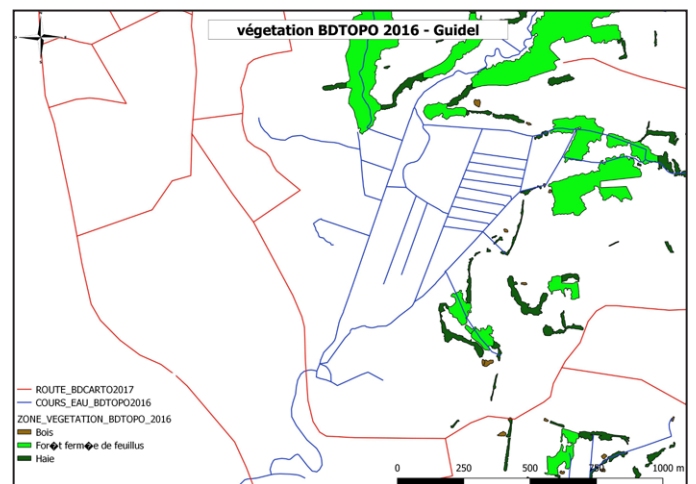 végetation BDTOPO 2016 - Guidel
ROUTE_BDCARTO2017
COURS_EAU_BDTOPO2016
ZONE_VEGETATION_BDTOPO_2016
Bois
For�t ferm�e de feuillus
Haie
0 250 500 750 1000 m